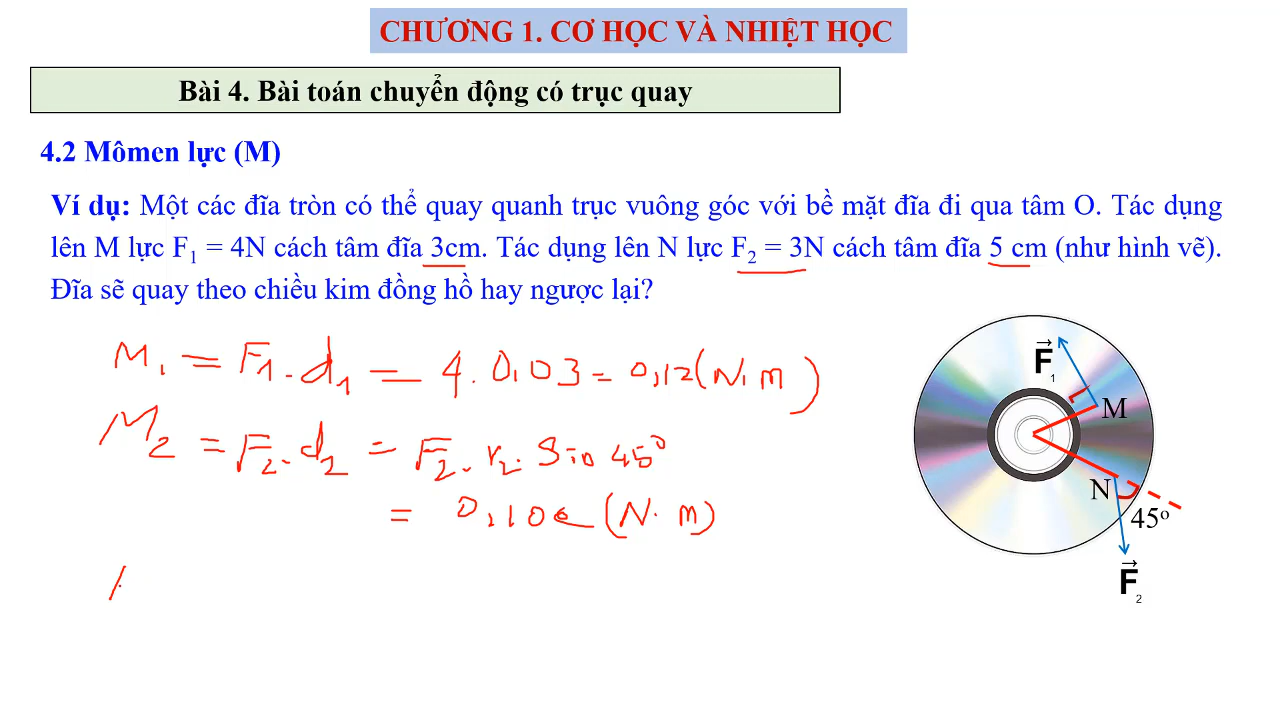 CHƯƠNG 1. CƠ HỌC VÀ NHIỆT HỌC
Bài 4. Bài toán chuyển động có trục quay
4.2 Mômen lực (M)
Ví dụ: Một các đĩa tròn có thể quay quanh trục vuông góc với bề mặt đĩa đi qua tâm O. Tác dụng
lên M lực F₁ = 4N cách tâm đĩa 3cm. Tác dụng lên N lực F₂ = 3N cách tâm đĩa 5 cm (như hình vẽ).
Đĩa sẽ quay theo chiều kim đồng hồ hay ngược lại?
M₁ = F₁.d₁ = 4.0,03 = 0,12(N.m)
M₂ = F₂.d₂ = F₂.r₂.Sin 45⁰
= (N.m)
F₁
M
N
45ᵒ
F₂